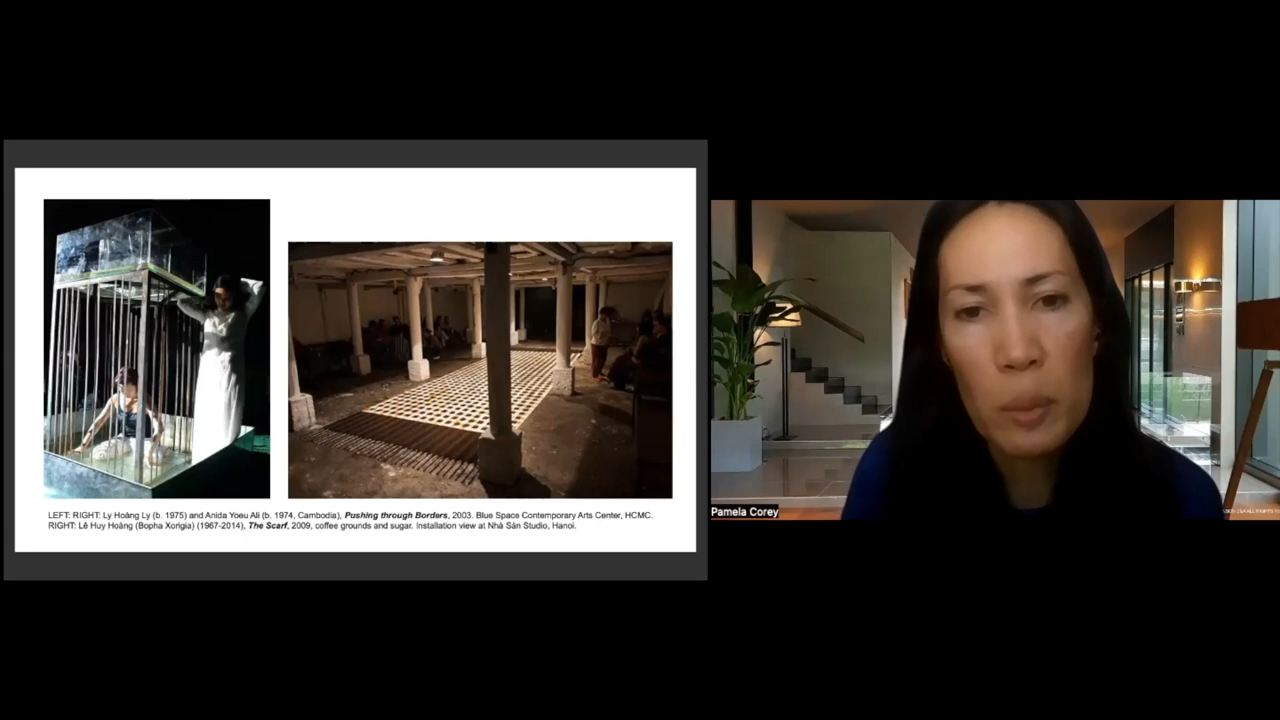 LEFT: RIGHT: Ly Hoàng Ly (b. 1975) and Anida Yoeu Ali (b. 1974, Cambodia), Pushing through Borders, 2003. Blue Space Contemporary Arts Center, HCMC.
RIGHT: Lê Huy Hoàng (Bopha Xorigia) (1967-2014), The Scarf, 2009, coffee grounds and sugar. Installation view at Nhà Sàn Studio, Hanoi.
Pamela Corey